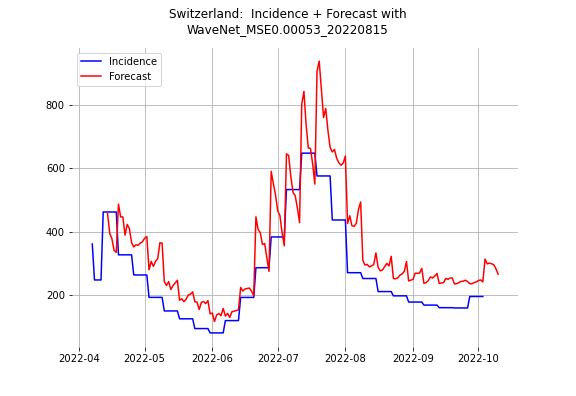 Switzerland:  Incidence + Forecast with
WaveNet_MSE0.00053_20220815
Incidence
Forecast
800
600
400
200
2022-04 2022-05 2022-06 2022-07 2022-08 2022-09 2022-10